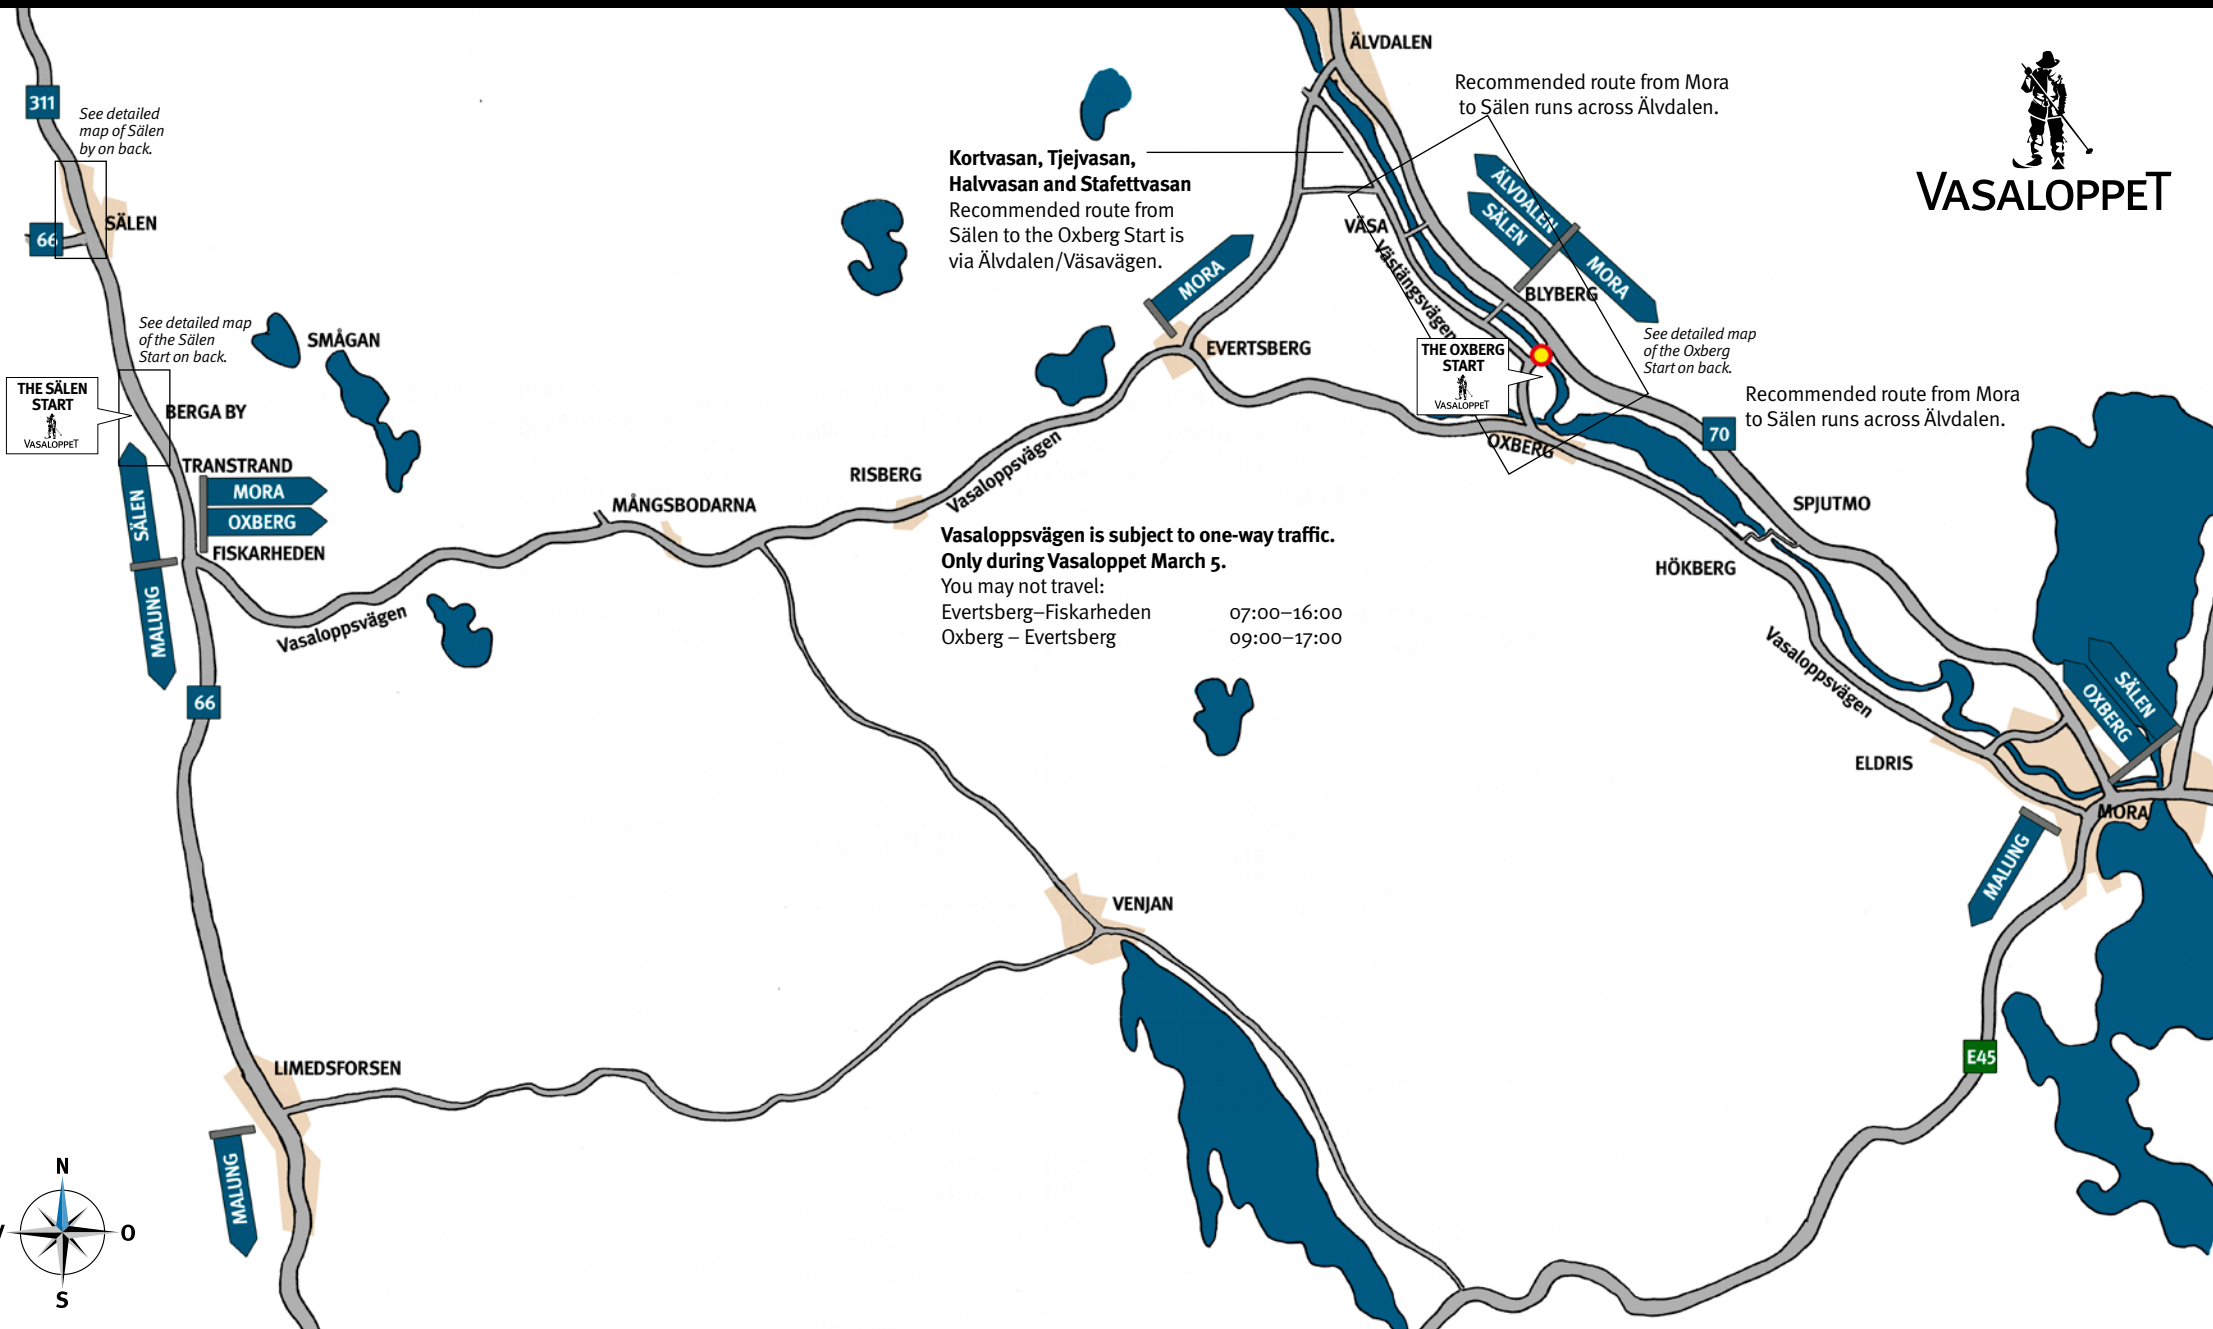 ÄLVDALEN
Recommended route from Mora
to Sälen runs across Älvdalen.
311
See detailed
map of Sälen
by on back.
VASALOPPET
Kortvasan, Tjejvasan,
Halvvasan and Stafettvasan
Recommended route from
Sälen to the Oxberg Start is
via Älvdalen/Väsavägen.
ÄLVDALEN
SÄLEN
MORA
SÄLEN
66
VÄSA
Västängsvägen
MORA
BLYBERG
See detailed map
of the Sälen
Start on back.
SMÅGAN
EVERTSBERG
THE OXBERG
START
VASALOPPET
See detailed map
of the Oxberg
Start on back.
THE SÄLEN
START
VASALOPPET
BERGA BY
Recommended route from Mora
to Sälen runs across Älvdalen.
70
OXBERG
TRANSTRAND
MORA
OXBERG
FISKARHEDEN
SÄLEN
MALUNG
RISBERG
Vasaloppsvägen
MÅNGSBODARNA
SPJUTMO
Vasaloppsvägen is subject to one-way traffic.
Only during Vasaloppet March 5.
You may not travel:
Evertsberg–Fiskarheden 07:00–16:00
Oxberg – Evertsberg 09:00–17:00
HÖKBERG
Vasaloppsvägen
Vasaloppsvägen
66
SÄLEN
OXBERG
ELDRIS
MORA
MALUNG
VENJAN
E45
LIMEDSFORSEN
MALUNG
N
O
S